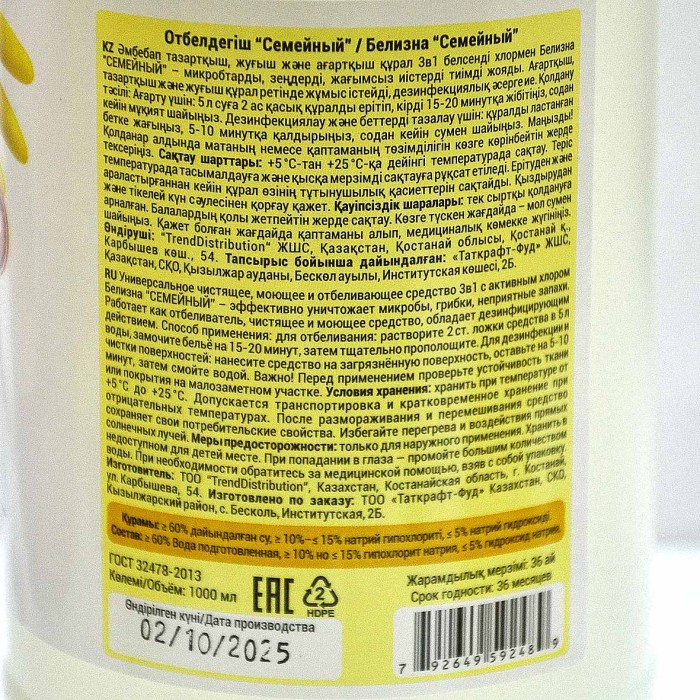 Отбелдегіш "Семейный" / Белизна "Семейный"
KZ Әмбебап тазартқыш, жуғыш және ағартқыш құрал 3в1 белсенді хлормен Белизна
"СЕМЕЙНЫЙ" – микробтарды, зеңдерді, жағымсыз иістерді тиімді жояды. Ағартқыш,
тазартқыш және жуғыш құрал ретінде жұмыс істейді, дезинфекциялық әсерге ие. Қолдану
тәсілі: Ағарту үшін: 5 л суға 2 ас қасық құралды ерітіп, кірді 15-20 минутқа жібітіңіз, содан
кейін мұқият шайыңыз. Дезинфекциялау және беттерді тазалау үшін: құралды ластанған
бетке жағыңыз, 5-10 минутқа қалдырыңыз, содан кейін сумен шайыңыз. Маңызды!
Қолданар алдында матаның немесе қаптаманың төзімділігін көзге көрінбейтін жерде
тексеріңіз. Сақтау шарттары: +5°С-тан +25°С-қа дейінгі температурада сақтау. Теріс
температурада тасымалдауға және қысқа мерзімді сақтауға рұқсат етіледі. Ерітуден және
араластырғаннан кейін құрал өзінің тұтынушылық қасиеттерін сақтайды. Қыздырудан
және тікелей күн сәулесінен қорғау қажет. Қауіпсіздік шаралары: тек сыртқы қолдануға
арналған. Балалардың қолы жетпейтін жерде сақтау. Көзге түскен жағдайда – мол сумен
шайыңыз. Қажет болған жағдайда қаптаманы алып, медициналық көмекке жүгініңіз.
Өндіруші: "TrendDistribution" ЖШС, Қазақстан, Қостанай облысы, Қостанай қ.,
Карбышев көш., 54. Тапсырыс бойынша дайындалған: «Таткрафт-Фуд» ЖШС,
Қазақстан, СҚО, Қызылжар ауданы, Бескөл ауылы, Институтская көшесі, 2Б.
RU Универсальное чистящее, моющее и отбеливающее средство 3в1 с активным хлором
Белизна "СЕМЕЙНЫЙ" – эффективно уничтожает микробы, грибки, неприятные запахи.
Работает как отбеливатель, чистящее и моющее средство, обладает дезинфицирующим
действием. Способ применения: для отбеливания: растворите 2 ст. ложки средства в 5л
воды, замочите бельё на 15-20 минут, затем тщательно прополощите. Для дезинфекции и
чистки поверхностей: нанесите средство на загрязнённую поверхность, оставьте на 5-10
минут, затем смойте водой. Важно! Перед применением проверьте устойчивость ткани
или покрытия на малозаметном участке. Условия хранения: хранить при температуре от
+5°С до +25°С. Допускается транспортировка и кратковременное хранение при
отрицательных температурах. После размораживания и перемешивания средство
сохраняет свои потребительские свойства. Избегайте перегрева и воздействия прямых
солнечных лучей. Меры предосторожности: только для наружного применения. Хранить в
недоступном для детей месте. При попадании в глаза – промойте большим количеством
воды. При необходимости обратитесь за медицинской помощью, взяв с собой упаковку.
Изготовитель: ТОО "TrendDistribution", Казахстан, Костанайская область, г. Костанай,
ул. Карбышева, 54. Изготовлено по заказу: ТОО «Таткрафт-Фуд» Казахстан, СКО,
Кызылжарский район, с. Бесколь, Институтская, 2Б.
Құрамы: ≥ 60% дайындалған су, ≥ 10%– ≤ 15% натрий гипохлориті, ≤ 5% натрий гидроксиді.
Состав: ≥ 60% Вода подготовленная, ≥ 10% но ≤ 15% гипохлорит натрия, ≤ 5% гидроксид натрия.
ГОСТ 32478-2013
Көлемі/Объём: 1000 мл
EAC
2
HDPE
Жарамдылық мерзімі: 36 ай
Срок годности: 36 месяцев
Өндірілген күні/Дата производства
02/10/2025
7 92649 59248 9